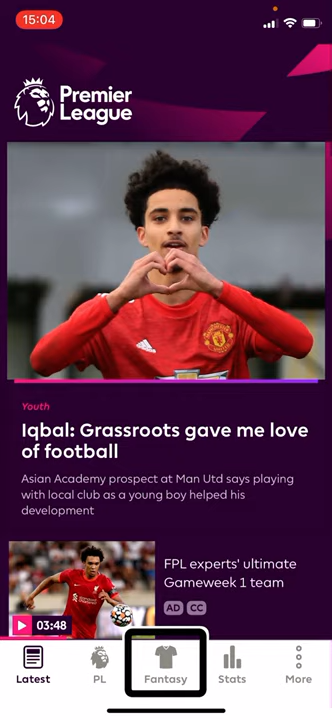 15:04
Premier
League
Youth
Iqbal: Grassroots gave me love
of football
Asian Academy prospect at Man Utd says playing
with local club as a young boy helped his
development
FPL experts' ultimate
Gameweek 1 team
AD CC
03:48
Latest
PL
Fantasy
Stats
More